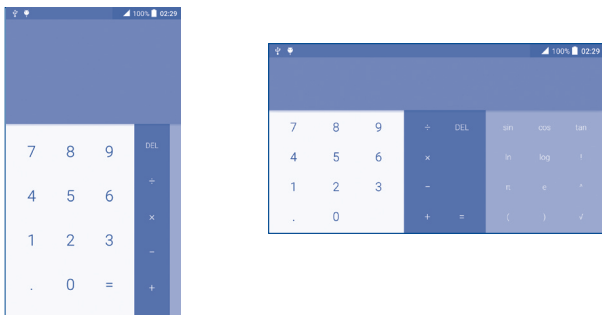 100% 02:29
DEL
7 8 9 ÷
4 5 6 ×
1 2 3 −
. 0 = +
100% 02:29
7 8 9 ÷ DEL sin cos tan
4 5 6 × ln log !
1 2 3 − π e ^
. 0 + = ( ) √